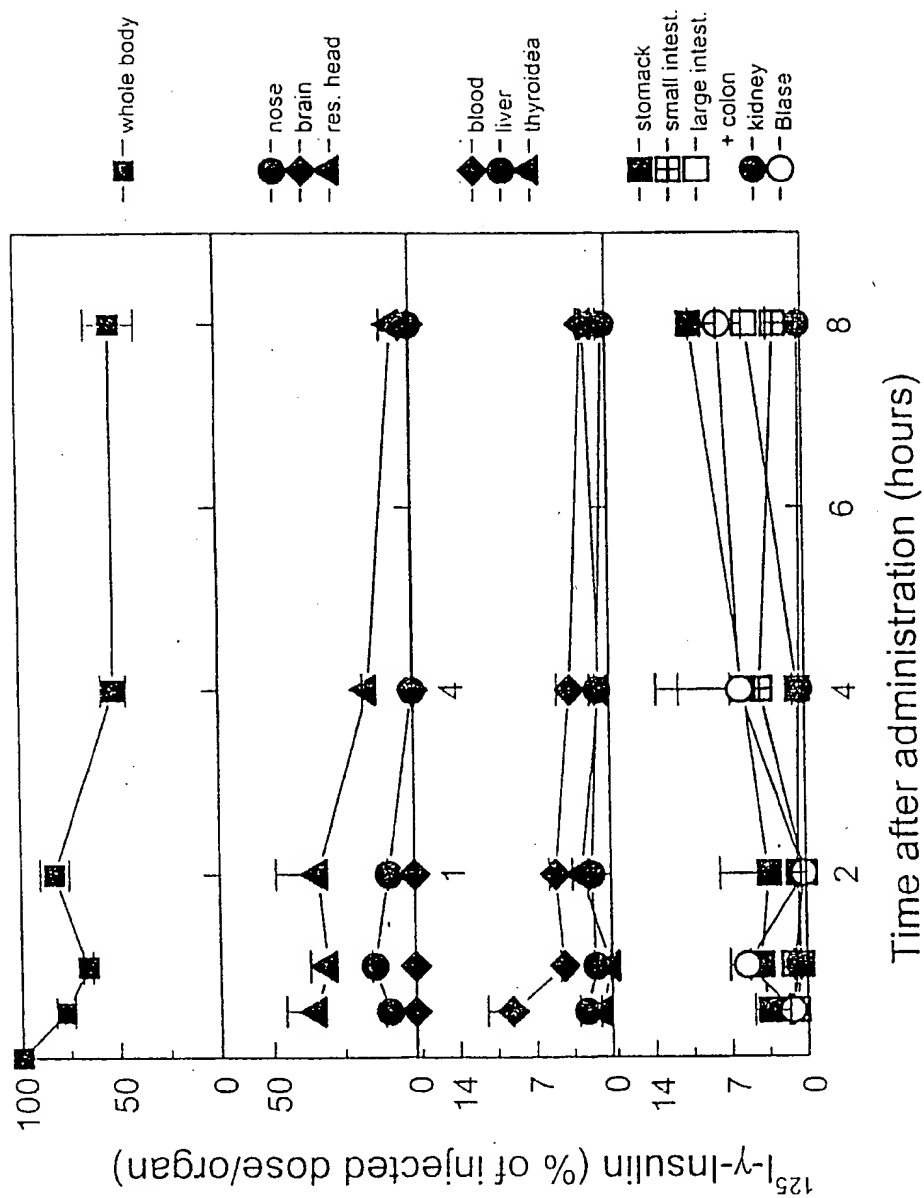 125I-γ-Insulin (% of injected dose/organ)
100
50
0
50
0
14
7
0
14
7
0
1
4
2
4
6
8
Time after administration (hours)
whole body
nose
brain
res. head
blood
liver
thyroidéa
stomack
small intest.
large intest.
+ colon
kidney
Blase